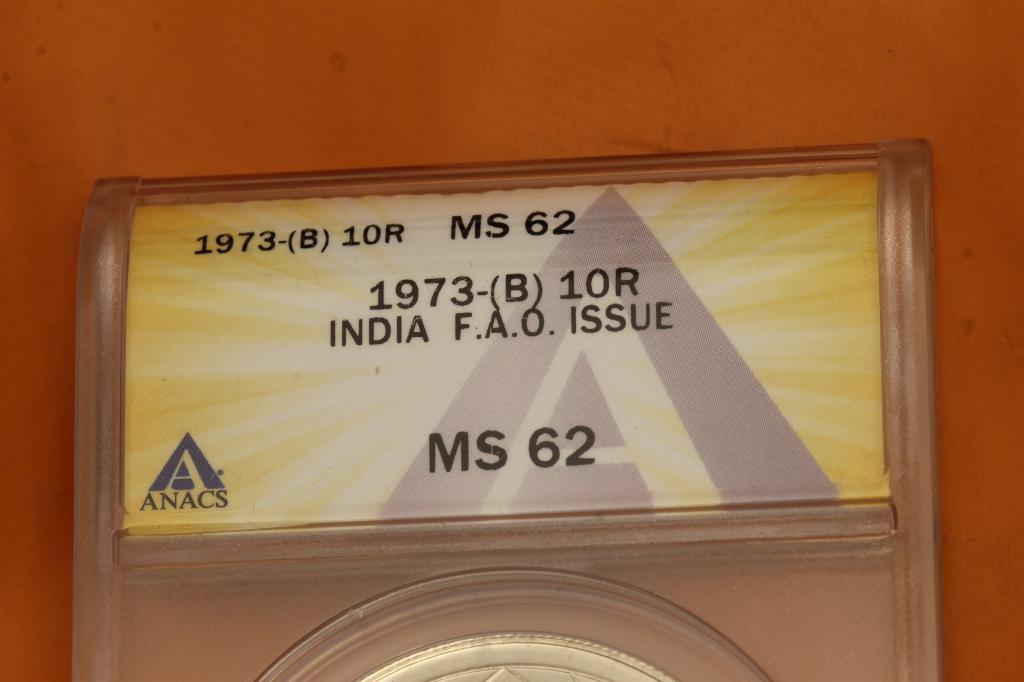 1973-(B) 10R MS 62
1973-(B) 10R
INDIA F.A.O. ISSUE
MS 62
ANACS